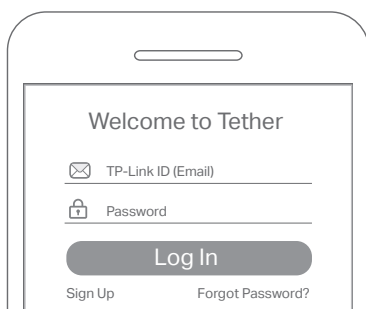 Welcome to Tether
TP-Link ID (Email)
Password
Log In
Sign Up Forgot Password?